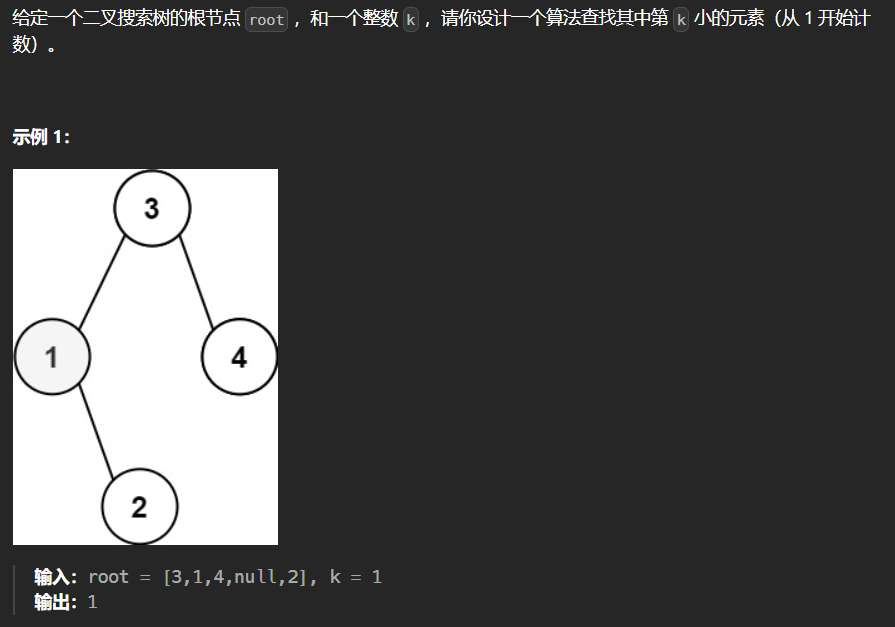 给定一个二叉搜索树的根节点 root ，和一个整数 k ，请你设计一个算法查找其中第 k 小的元素（从 1 开始计
数）。
示例 1：
3
1
4
2
输入：root = [3,1,4,null,2], k = 1
输出：1